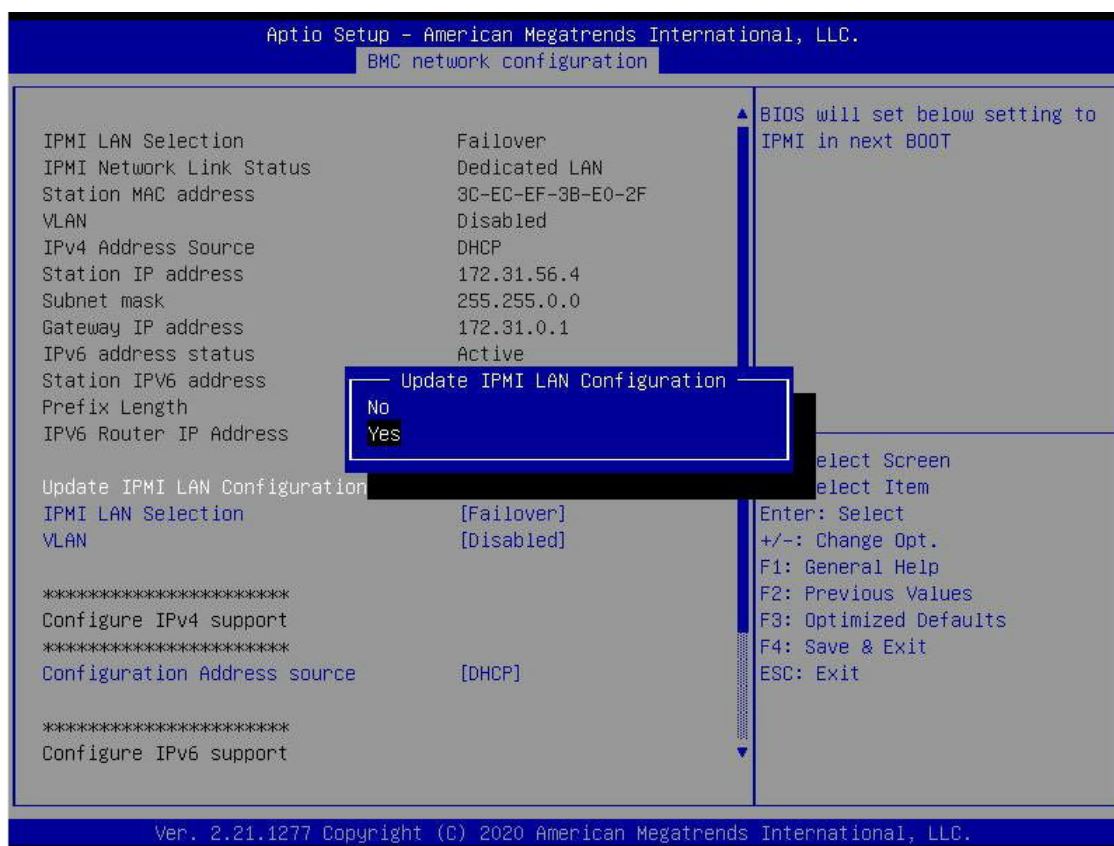 Aptio Setup – American Megatrends International, LLC.
BMC network configuration
BIOS will set below setting to
IPMI in next BOOT
IPMI LAN Selection Failover
IPMI Network Link Status Dedicated LAN
Station MAC address 3C-EC-EF-3B-E0-2F
VLAN Disabled
IPv4 Address Source DHCP
Station IP address 172.31.56.4
Subnet mask 255.255.0.0
Gateway IP address 172.31.0.1
IPv6 address status Active
Station IPV6 address
Prefix Length
IPV6 Router IP Address
Update IPMI LAN Configuration
No
Yes
Update IPMI LAN Configuration
IPMI LAN Selection [Failover]
VLAN [Disabled]
**********************
Configure IPv4 support
**********************
Configuration Address source [DHCP]
**********************
Configure IPv6 support
elect Screen
elect Item
Enter: Select
+/-: Change Opt.
F1: General Help
F2: Previous Values
F3: Optimized Defaults
F4: Save & Exit
ESC: Exit
Ver. 2.21.1277 Copyright (C) 2020 American Megatrends International, LLC.